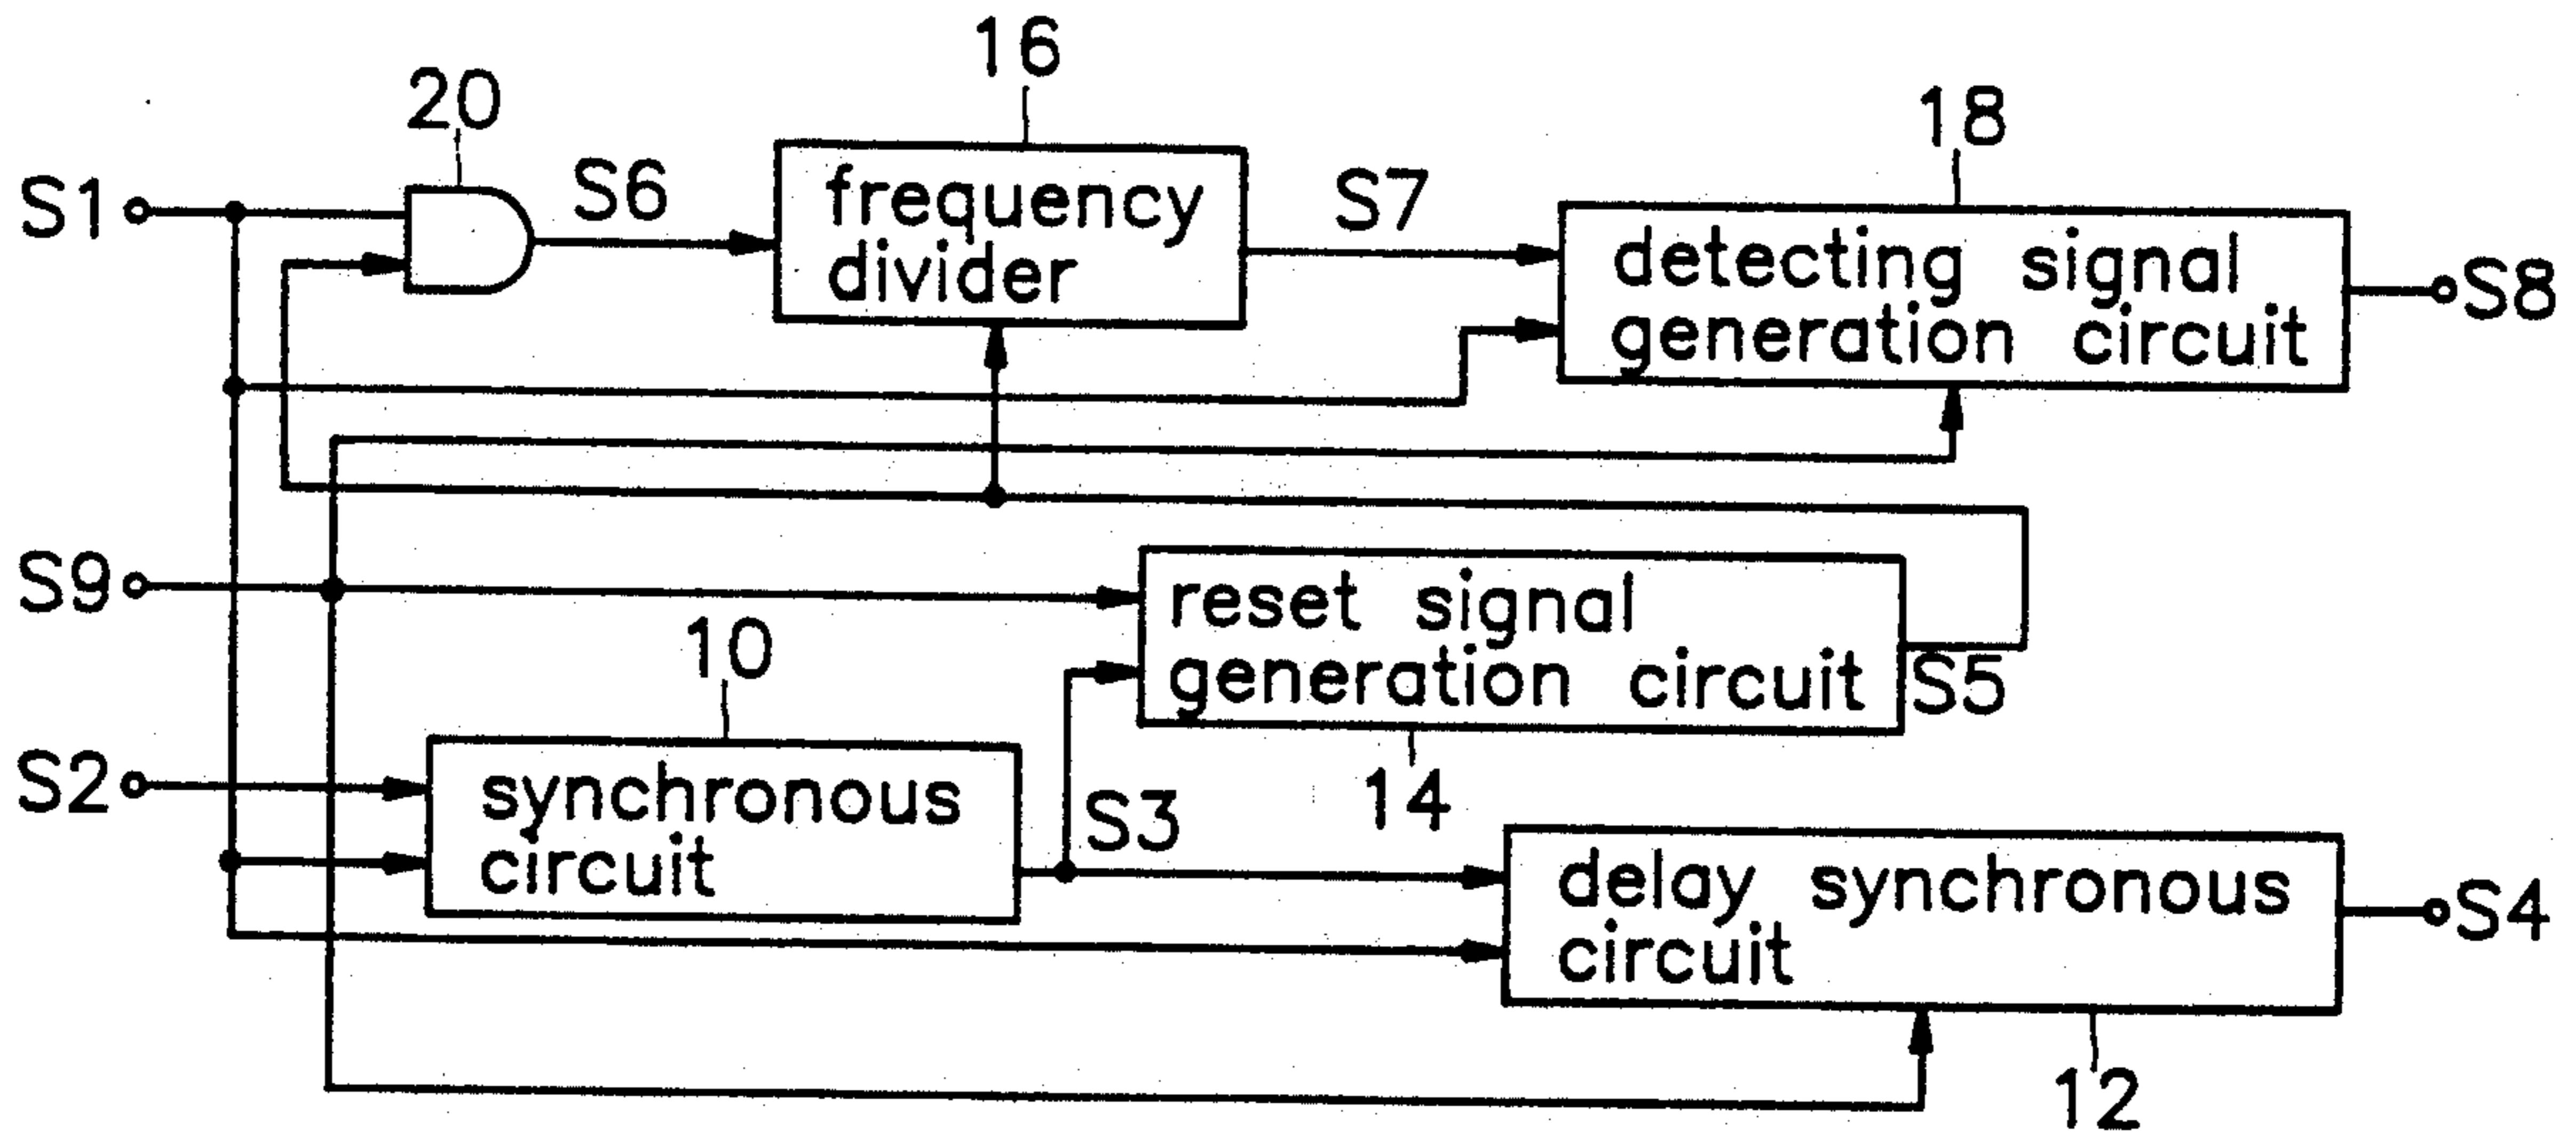 16
20
18
S1
S6
frequency
divider
S7
detecting signal
generation circuit
S8
S9
reset signal
generation circuit
S5
10
14
S2
synchronous
circuit
S3
delay synchronous
circuit
S4
12